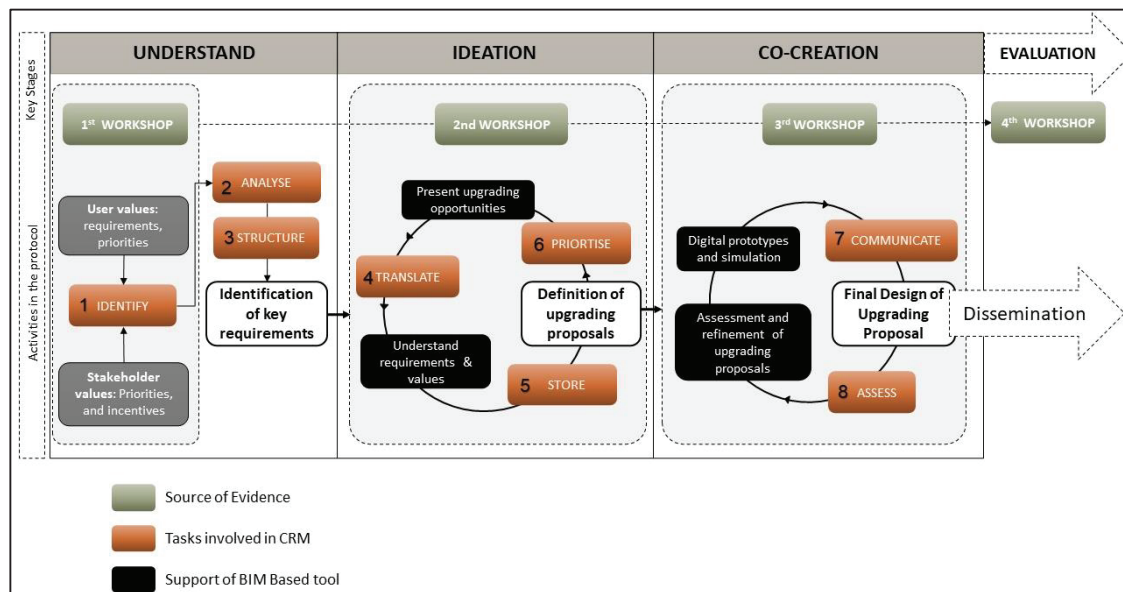 UNDERSTAND
IDEATION
CO-CREATION
EVALUATION
Key Stages
1st WORKSHOP
2nd WORKSHOP
3rd WORKSHOP
4th WORKSHOP
Activities in the protocol
User values:
requirements,
priorities
1 IDENTIFY
Stakeholder
values: Priorities,
and incentives
2 ANALYSE
3 STRUCTURE
Identification
of key
requirements
Present upgrading
opportunities
6 PRIORTISE
4 TRANSLATE
Definition of
upgrading
proposals
Understand
requirements & values
5 STORE
Digital prototypes
and simulation
7 COMMUNICATE
Assessment and
refinement of
upgrading
proposals
Final Design of
Upgrading
Proposal
8 ASSESS
Dissemination
Source of Evidence
Tasks involved in CRM
Support of BIM Based tool